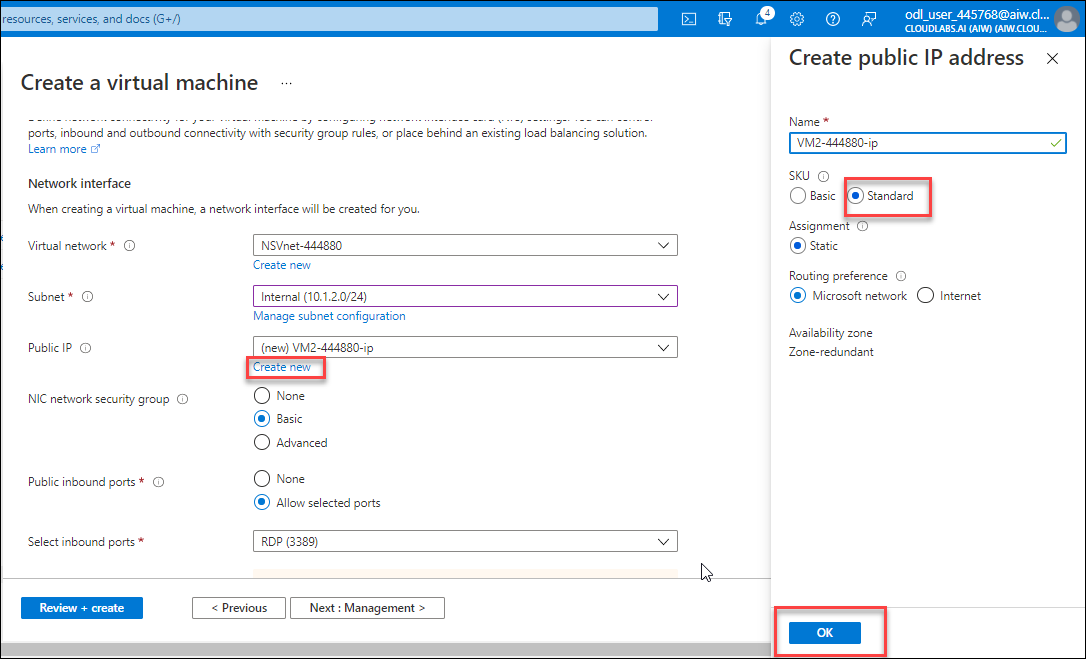 resources, services, and docs (G+/)
4
odl_user_445768@aiw.cl...
CLOUDLABS.AI (AIW) (AIW.CLOU...
Create a virtual machine ...
ports, inbound and outbound connectivity with security group rules, or place behind an existing load balancing solution.
Learn more
Network interface
When creating a virtual machine, a network interface will be created for you.
Virtual network *
NSVnet-444880
Create new
Subnet *
Internal (10.1.2.0/24)
Manage subnet configuration
Public IP
(new) VM2-444880-ip
Create new
NIC network security group
None
Basic
Advanced
Public inbound ports *
None
Allow selected ports
Select inbound ports *
RDP (3389)
Review + create
< Previous
Next : Management >
Create public IP address
Name *
VM2-444880-ip
SKU
Basic
Standard
Assignment
Static
Routing preference
Microsoft network
Internet
Availability zone
Zone-redundant
OK